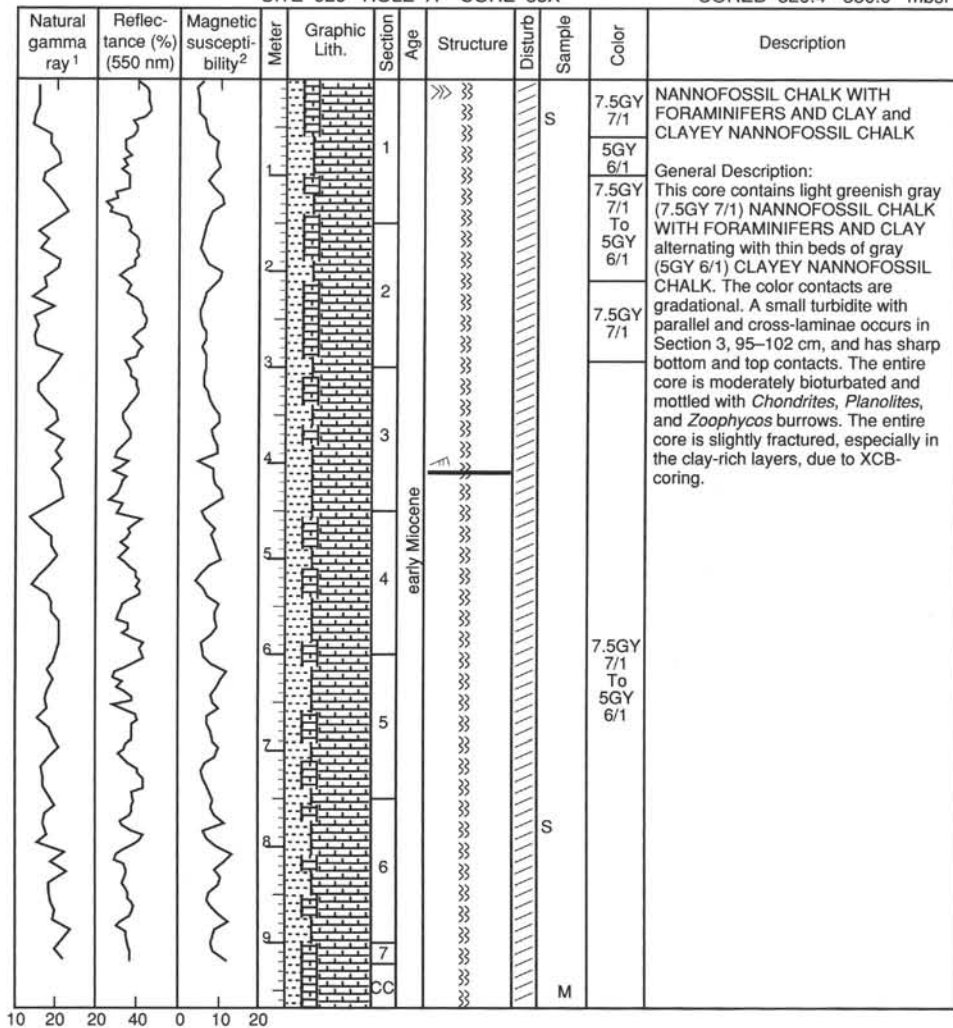 Natural gamma ray 1
Reflec- tance (%) (550 nm)
Magnetic suscepti- bility2
Meter
Graphic Lith.
Section
Age
Structure
Disturb
Sample
Color
Description
1
2
3
4
5
6
7
8
9
1
2
3
4
5
6
7
CC
early Miocene
S
S
M
7.5GY
7/1
5GY
6/1
7.5GY
7/1
To
5GY
6/1
7.5GY
7/1
7.5GY
7/1
To
5GY
6/1
NANNOFOSSIL CHALK WITH
FORAMINIFERS AND CLAY and
CLAYEY NANNOFOSSIL CHALK
General Description:
This core contains light greenish gray
(7.5GY 7/1) NANNOFOSSIL CHALK
WITH FORAMINIFERS AND CLAY
alternating with thin beds of gray
(5GY 6/1) CLAYEY NANNOFOSSIL
CHALK. The color contacts are
gradational. A small turbidite with
parallel and cross-laminae occurs in
Section 3, 95–102 cm, and has sharp
bottom and top contacts. The entire
core is moderately bioturbated and
mottled with Chondrites, Planolites,
and Zoophycos burrows. The entire
core is slightly fractured, especially in
the clay-rich layers, due to XCB-
coring.
10 20 20 40 0 10 20